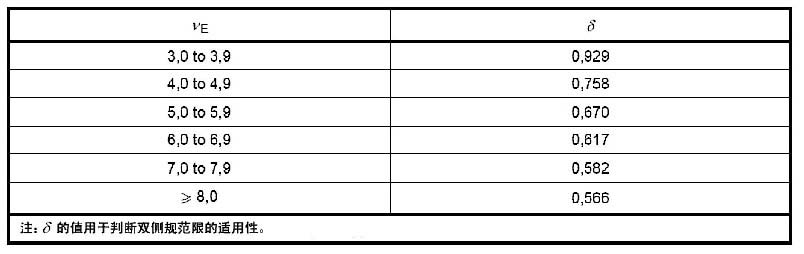 νE δ
3,0 to 3,9 0,929
4,0 to 4,9 0,758
5,0 to 5,9 0,670
6,0 to 6,9 0,617
7,0 to 7,9 0,582
⩾ 8,0 0,566
注: δ 的值用于判断双侧规范限的适用性。